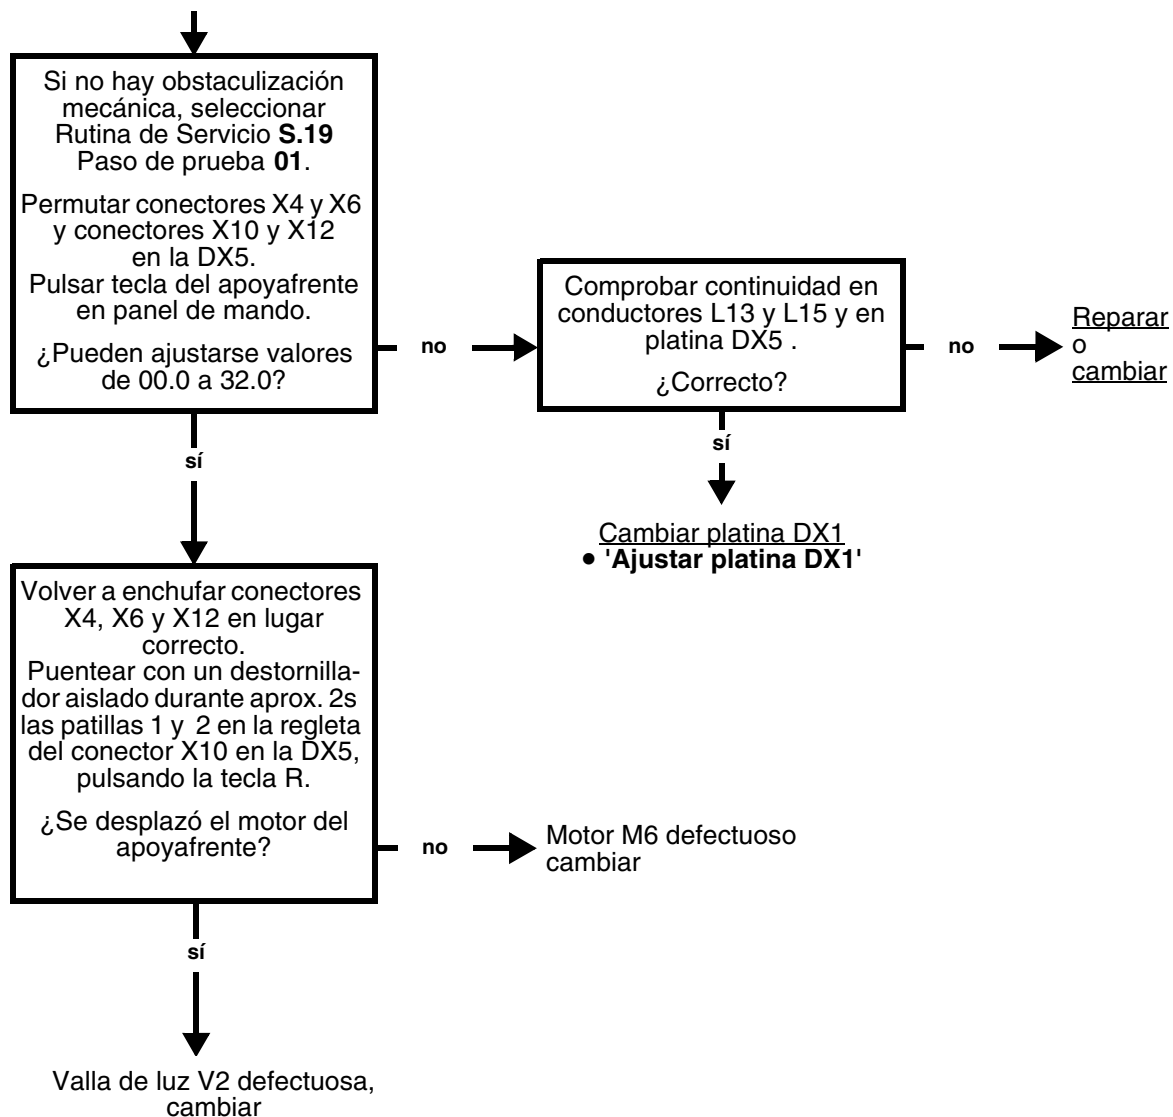 Si no hay obstaculización
mecánica, seleccionar
Rutina de Servicio S.19
Paso de prueba 01.
Permutar conectores X4 y X6
y conectores X10 y X12
en la DX5.
Pulsar tecla del apoyafrente
en panel de mando.
¿Pueden ajustarse valores
de 00.0 a 32.0?
no
Comprobar continuidad en
conductores L13 y L15 y en
platina DX5 .
¿Correcto?
no
Reparar
o
cambiar
sí
sí
Cambiar platina DX1
● 'Ajustar platina DX1'
Volver a enchufar conectores
X4, X6 y X12 en lugar
correcto.
Puentear con un destornilla-
dor aislado durante aprox. 2s
las patillas 1 y 2 en la regleta
del conector X10 en la DX5,
pulsando la tecla R.
¿Se desplazó el motor del
apoyafrente?
no
Motor M6 defectuoso
cambiar
sí
Valla de luz V2 defectuosa,
cambiar